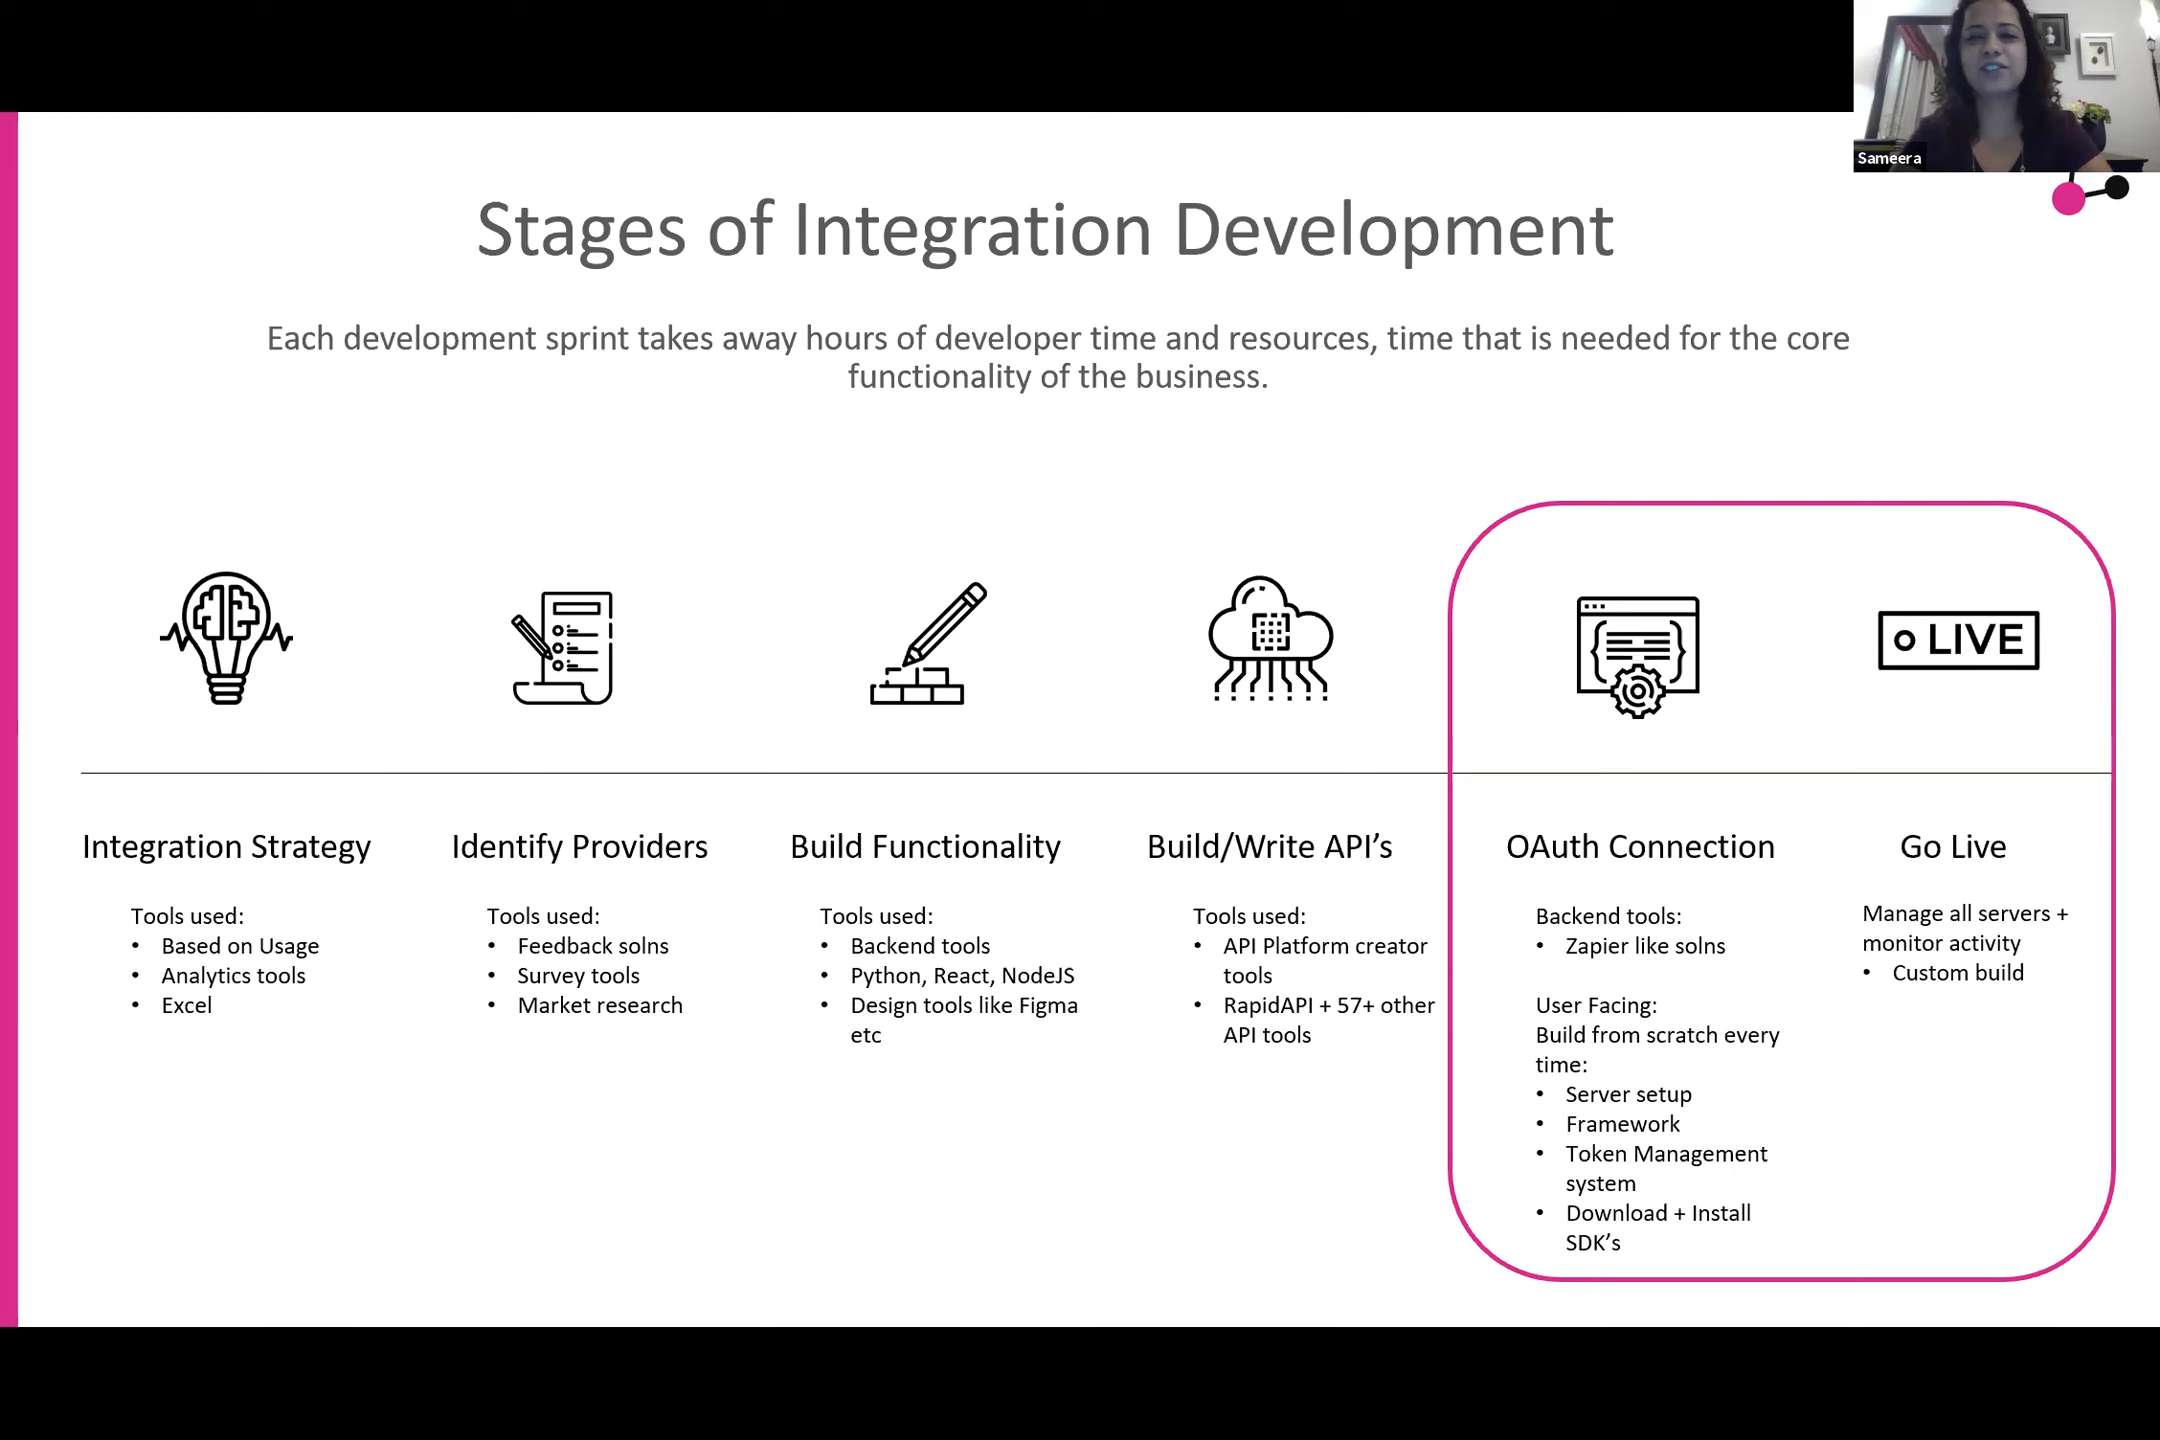 Sameera
Stages of Integration Development
Each development sprint takes away hours of developer time and resources, time that is needed for the core
functionality of the business.
LIVE
Integration Strategy
Tools used:
• Based on Usage
• Analytics tools
• Excel
Identify Providers
Tools used:
• Feedback solns
• Survey tools
• Market research
Build Functionality
Tools used:
• Backend tools
• Python, React, NodeJS
• Design tools like Figma
etc
Build/Write API’s
Tools used:
• API Platform creator
tools
• RapidAPI + 57+ other
API tools
OAuth Connection
Backend tools:
• Zapier like solns
User Facing:
Build from scratch every
time:
• Server setup
• Framework
• Token Management
system
• Download + Install
SDK’s
Go Live
Manage all servers +
monitor activity
• Custom build